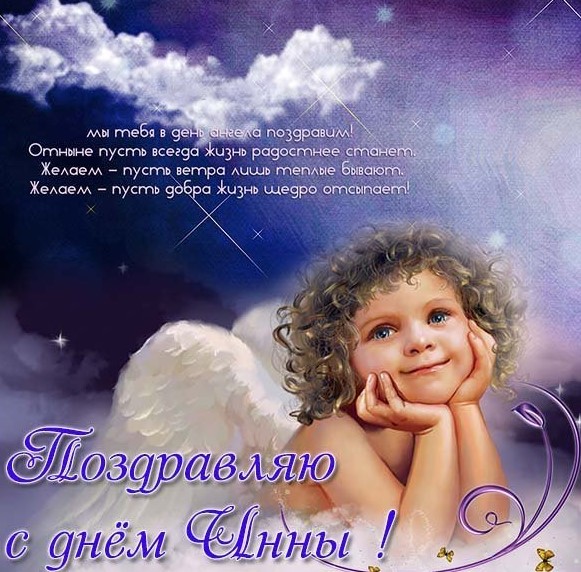 мы тебя в день ангела поздравим!
Отныне пусть всегда жизнь радостнее станет.
Желаем – пусть ветра лишь теплые бывают.
Желаем – пусть добра жизнь щедро отсыпает!
Поздравляю
с днём Инны !